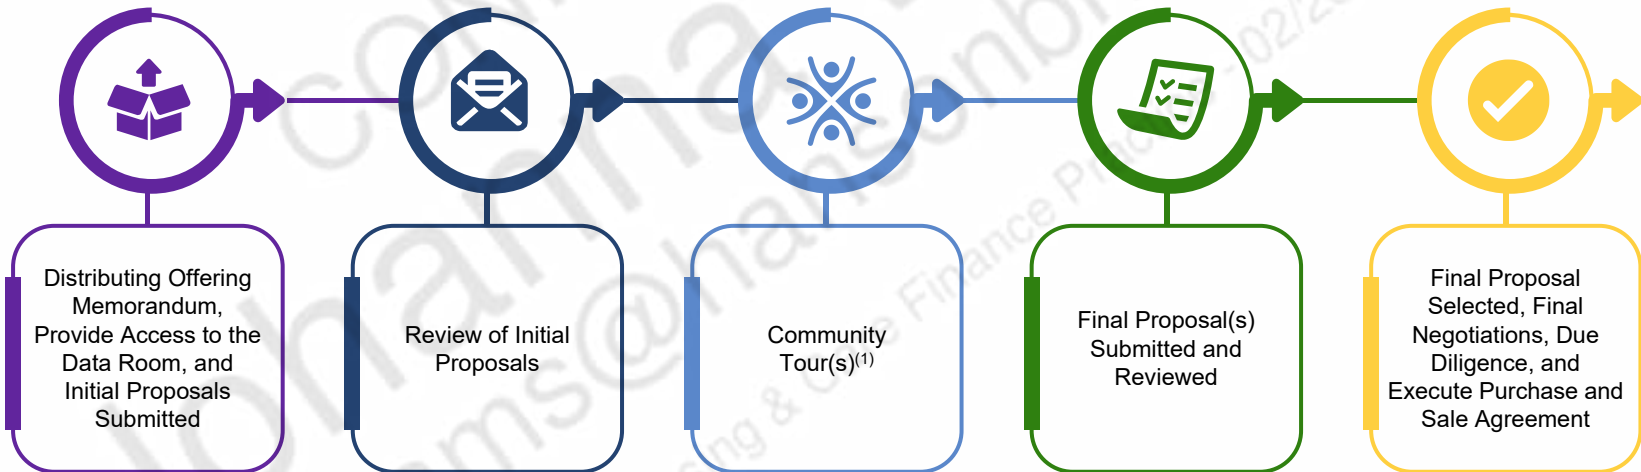 Distributing Offering
Memorandum,
Provide Access to the
Data Room, and
Initial Proposals
Submitted
Review of Initial
Proposals
Community
Tour(s)(1)
Final Proposal(s)
Submitted and
Reviewed
Final Proposal
Selected, Final
Negotiations, Due
Diligence, and
Execute Purchase and
Sale Agreement